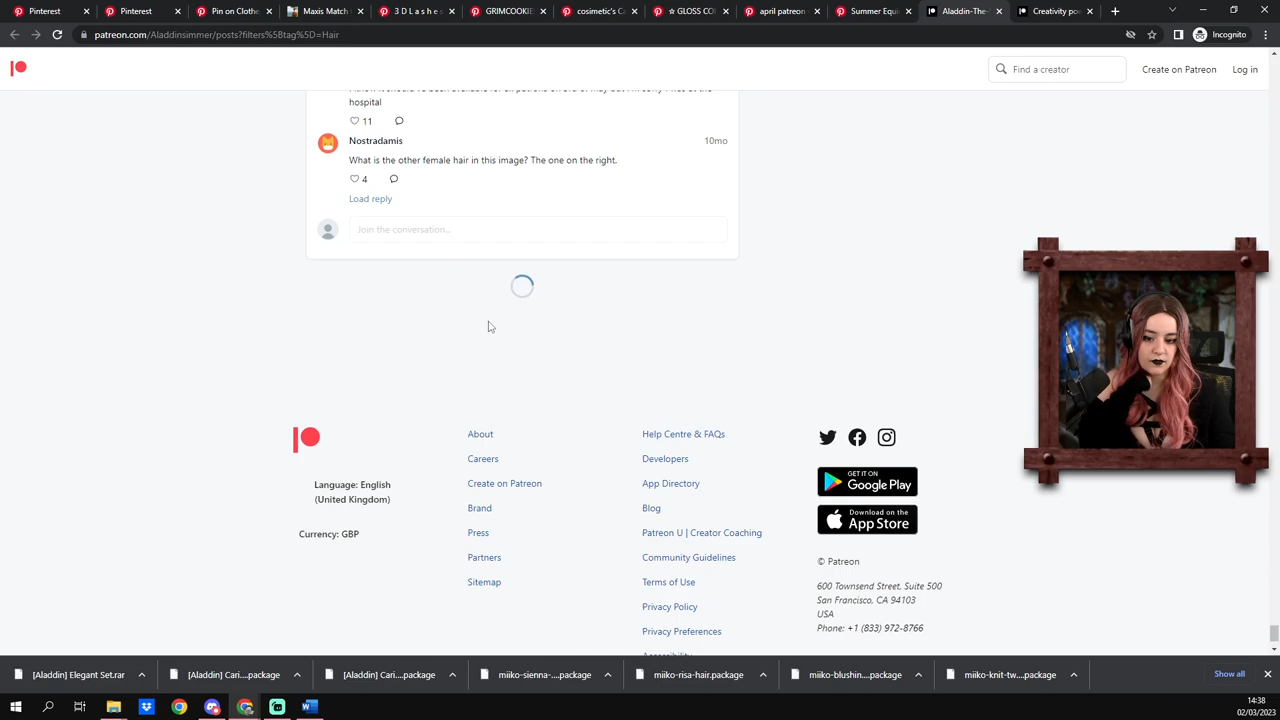 Pinterest
Pinterest
Pin on Clothe
Maxis Match
3 D L a s h e s
GRIMCOOKIE
cosmetic's C
☆ GLOSS CO
april patreon
Summer Equi
Aladdin-The-
Creativity po
patreon.com/Aladdinsimmer/posts?filters%5Btag%5D=Hair
Incognito
Find a creator
Create on Patreon
Log in
hospital
11
Nostradamis
10mo
What is the other female hair in this image? The one on the right.
4
Load reply
Join the conversation...
Language: English
(United Kingdom)
Currency: GBP
About
Careers
Create on Patreon
Brand
Press
Partners
Sitemap
Help Centre & FAQs
Developers
App Directory
Blog
Patreon U | Creator Coaching
Community Guidelines
Terms of Use
Privacy Policy
Privacy Preferences
GET IT ON
Google Play
Download on the
App Store
© Patreon
600 Townsend Street, Suite 500
San Francisco, CA 94103
USA
Phone: +1 (833) 972-8766
[Aladdin] Elegant Set.rar
[Aladdin] Cari....package
[Aladdin] Cari....package
miiko-sienna-....package
miiko-risa-hair.package
miiko-blushin....package
miiko-knit-tw....package
Show all
14:38
02/03/2023